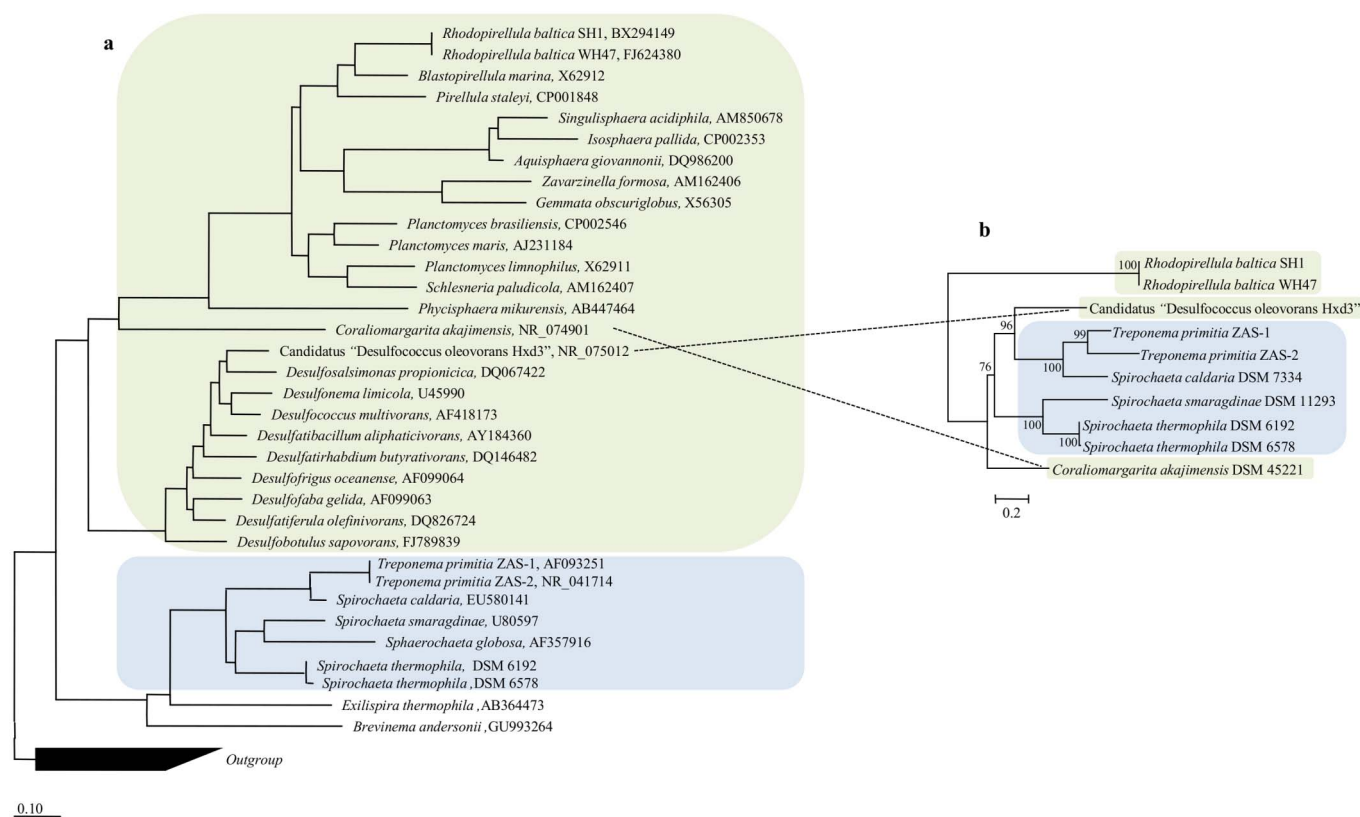 a
Rhodopirellula baltica SH1, BX294149
Rhodopirellula baltica WH47, FJ624380
Blastopirellula marina, X62912
Pirellula staleyi, CP001848
Singulisphaera acidiphila, AM850678
Isosphaera pallida, CP002353
Aquisphaera giovannonii, DQ986200
Zavarzinella formosa, AM162406
Gemmata obscuriglobus, X56305
Planctomyces brasiliensis, CP002546
Planctomyces maris, AJ231184
Planctomyces limnophilus, X62911
Schlesneria paludicola, AM162407
Phycisphaera mikurensis, AB447464
Coraliomargarita akajimensis, NR_074901
Candidatus “Desulfococcus oleovorans Hxd3”, NR_075012
Desulfosalsimonas propionicica, DQ067422
Desulfonema limicola, U45990
Desulfococcus multivorans, AF418173
Desulfatibacillum aliphaticivorans, AY184360
Desulfatirhabdium butyrativorans, DQ146482
Desulfofrigus oceanense, AF099064
Desulfofaba gelida, AF099063
Desulfatiferula olefinivorans, DQ826724
Desulfobotulus sapovorans, FJ789839
Treponema primitia ZAS-1, AF093251
Treponema primitia ZAS-2, NR_041714
Spirochaeta caldaria, EU580141
Spirochaeta smaragdinae, U80597
Sphaerochaeta globosa, AF357916
Spirochaeta thermophila, DSM 6192
Spirochaeta thermophila ,DSM 6578
Exilispira thermophila ,AB364473
Brevinema andersonii ,GU993264
Outgroup
0.10
b
100
Rhodopirellula baltica SH1
Rhodopirellula baltica WH47
Candidatus “Desulfococcus oleovorans Hxd3”
96
99
Treponema primitia ZAS-1
Treponema primitia ZAS-2
76
100
Spirochaeta caldaria DSM 7334
Spirochaeta smaragdinae DSM 11293
100
Spirochaeta thermophila DSM 6192
100
Spirochaeta thermophila DSM 6578
Coraliomargarita akajimensis DSM 45221
0.2